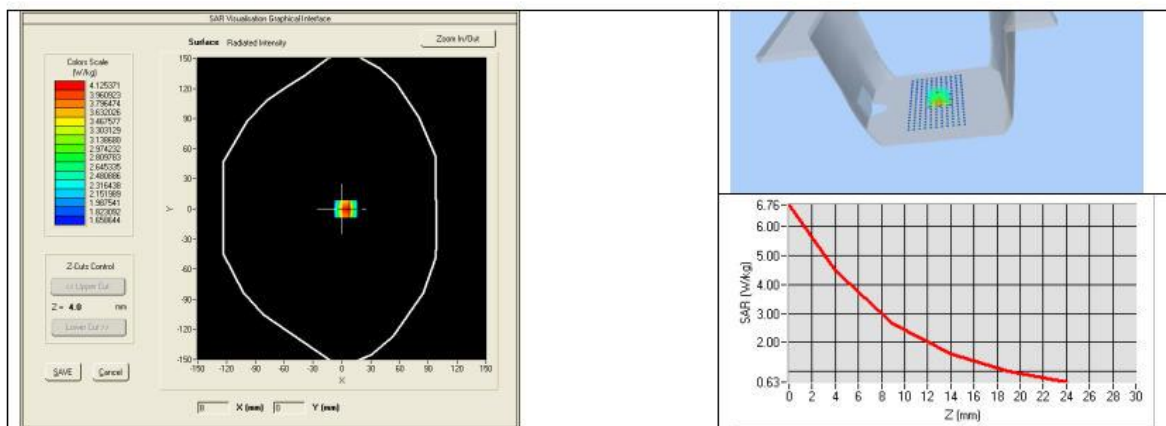 SAR Visualisation Graphical Interface
Surface Radiated Intensity
Zoom In/Out
Colors Scale
(W/kg)
4.125371
3.960923
3.796474
3.632026
3.467577
3.303129
3.138680
2.974232
2.809783
2.645335
2.480886
2.316438
2.151989
1.987541
1.823092
1.658644
Z-Cuts Control
<< Upper Cut
Z = 4.0 mm
Lower Cut >>
SAVE Cancel
150
120
90
60
30
0
-30
-60
-90
-120
-150
Y
-150 -120 -90 -60 -30 0 30 60 90 120 150
X
0 X (mm) 0 Y (mm)
6.76
6.00
5.00
4.00
3.00
2.00
0.63
SAR (W/kg)
0 2 4 6 8 10 12 14 16 18 20 22 24 26 28 30
Z (mm)